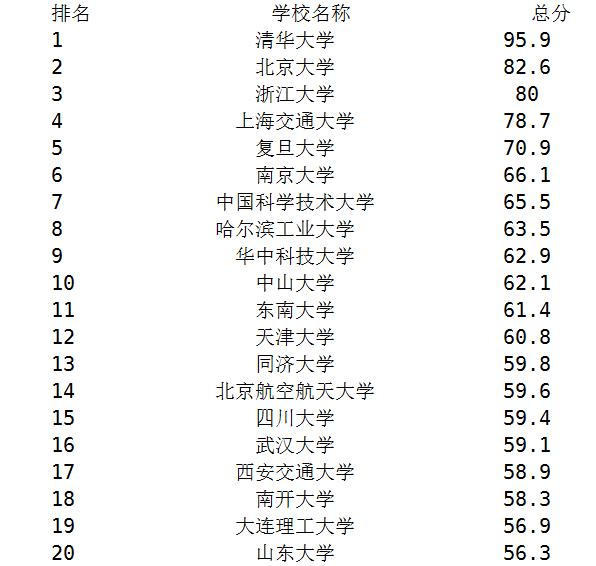 排名 学校名称 总分
1 清华大学 95.9
2 北京大学 82.6
3 浙江大学 80
4 上海交通大学 78.7
5 复旦大学 70.9
6 南京大学 66.1
7 中国科学技术大学 65.5
8 哈尔滨工业大学 63.5
9 华中科技大学 62.9
10 中山大学 62.1
11 东南大学 61.4
12 天津大学 60.8
13 同济大学 59.8
14 北京航空航天大学 59.6
15 四川大学 59.4
16 武汉大学 59.1
17 西安交通大学 58.9
18 南开大学 58.3
19 大连理工大学 56.9
20 山东大学 56.3